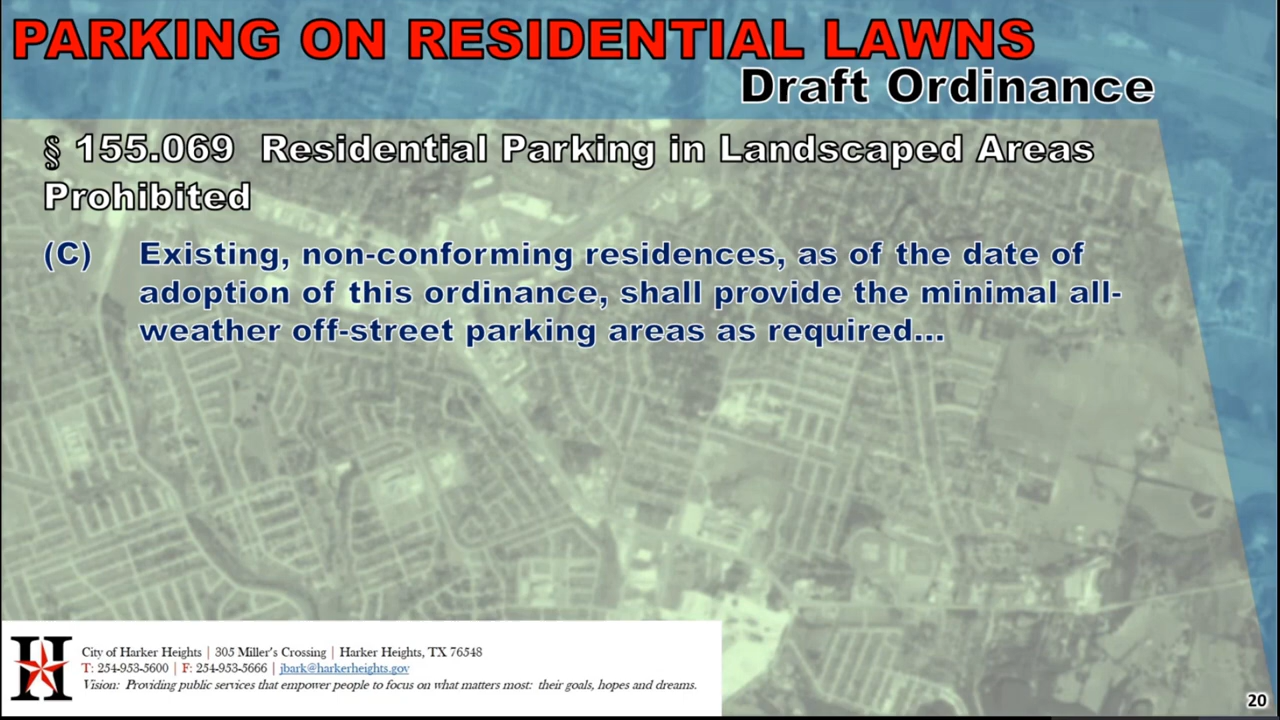 PARKING ON RESIDENTIAL LAWNS
Draft Ordinance
§ 155.069 Residential Parking in Landscaped Areas
Prohibited
(C) Existing, non-conforming residences, as of the date of
adoption of this ordinance, shall provide the minimal all-
weather off-street parking areas as required...
H
City of Harker Heights | 305 Miller's Crossing | Harker Heights, TX 76548
T: 254-953-5600 | F: 254-953-5666 | jbark@harkerheights.gov
Vision: Providing public services that empower people to focus on what matters most: their goals, hopes and dreams.
20